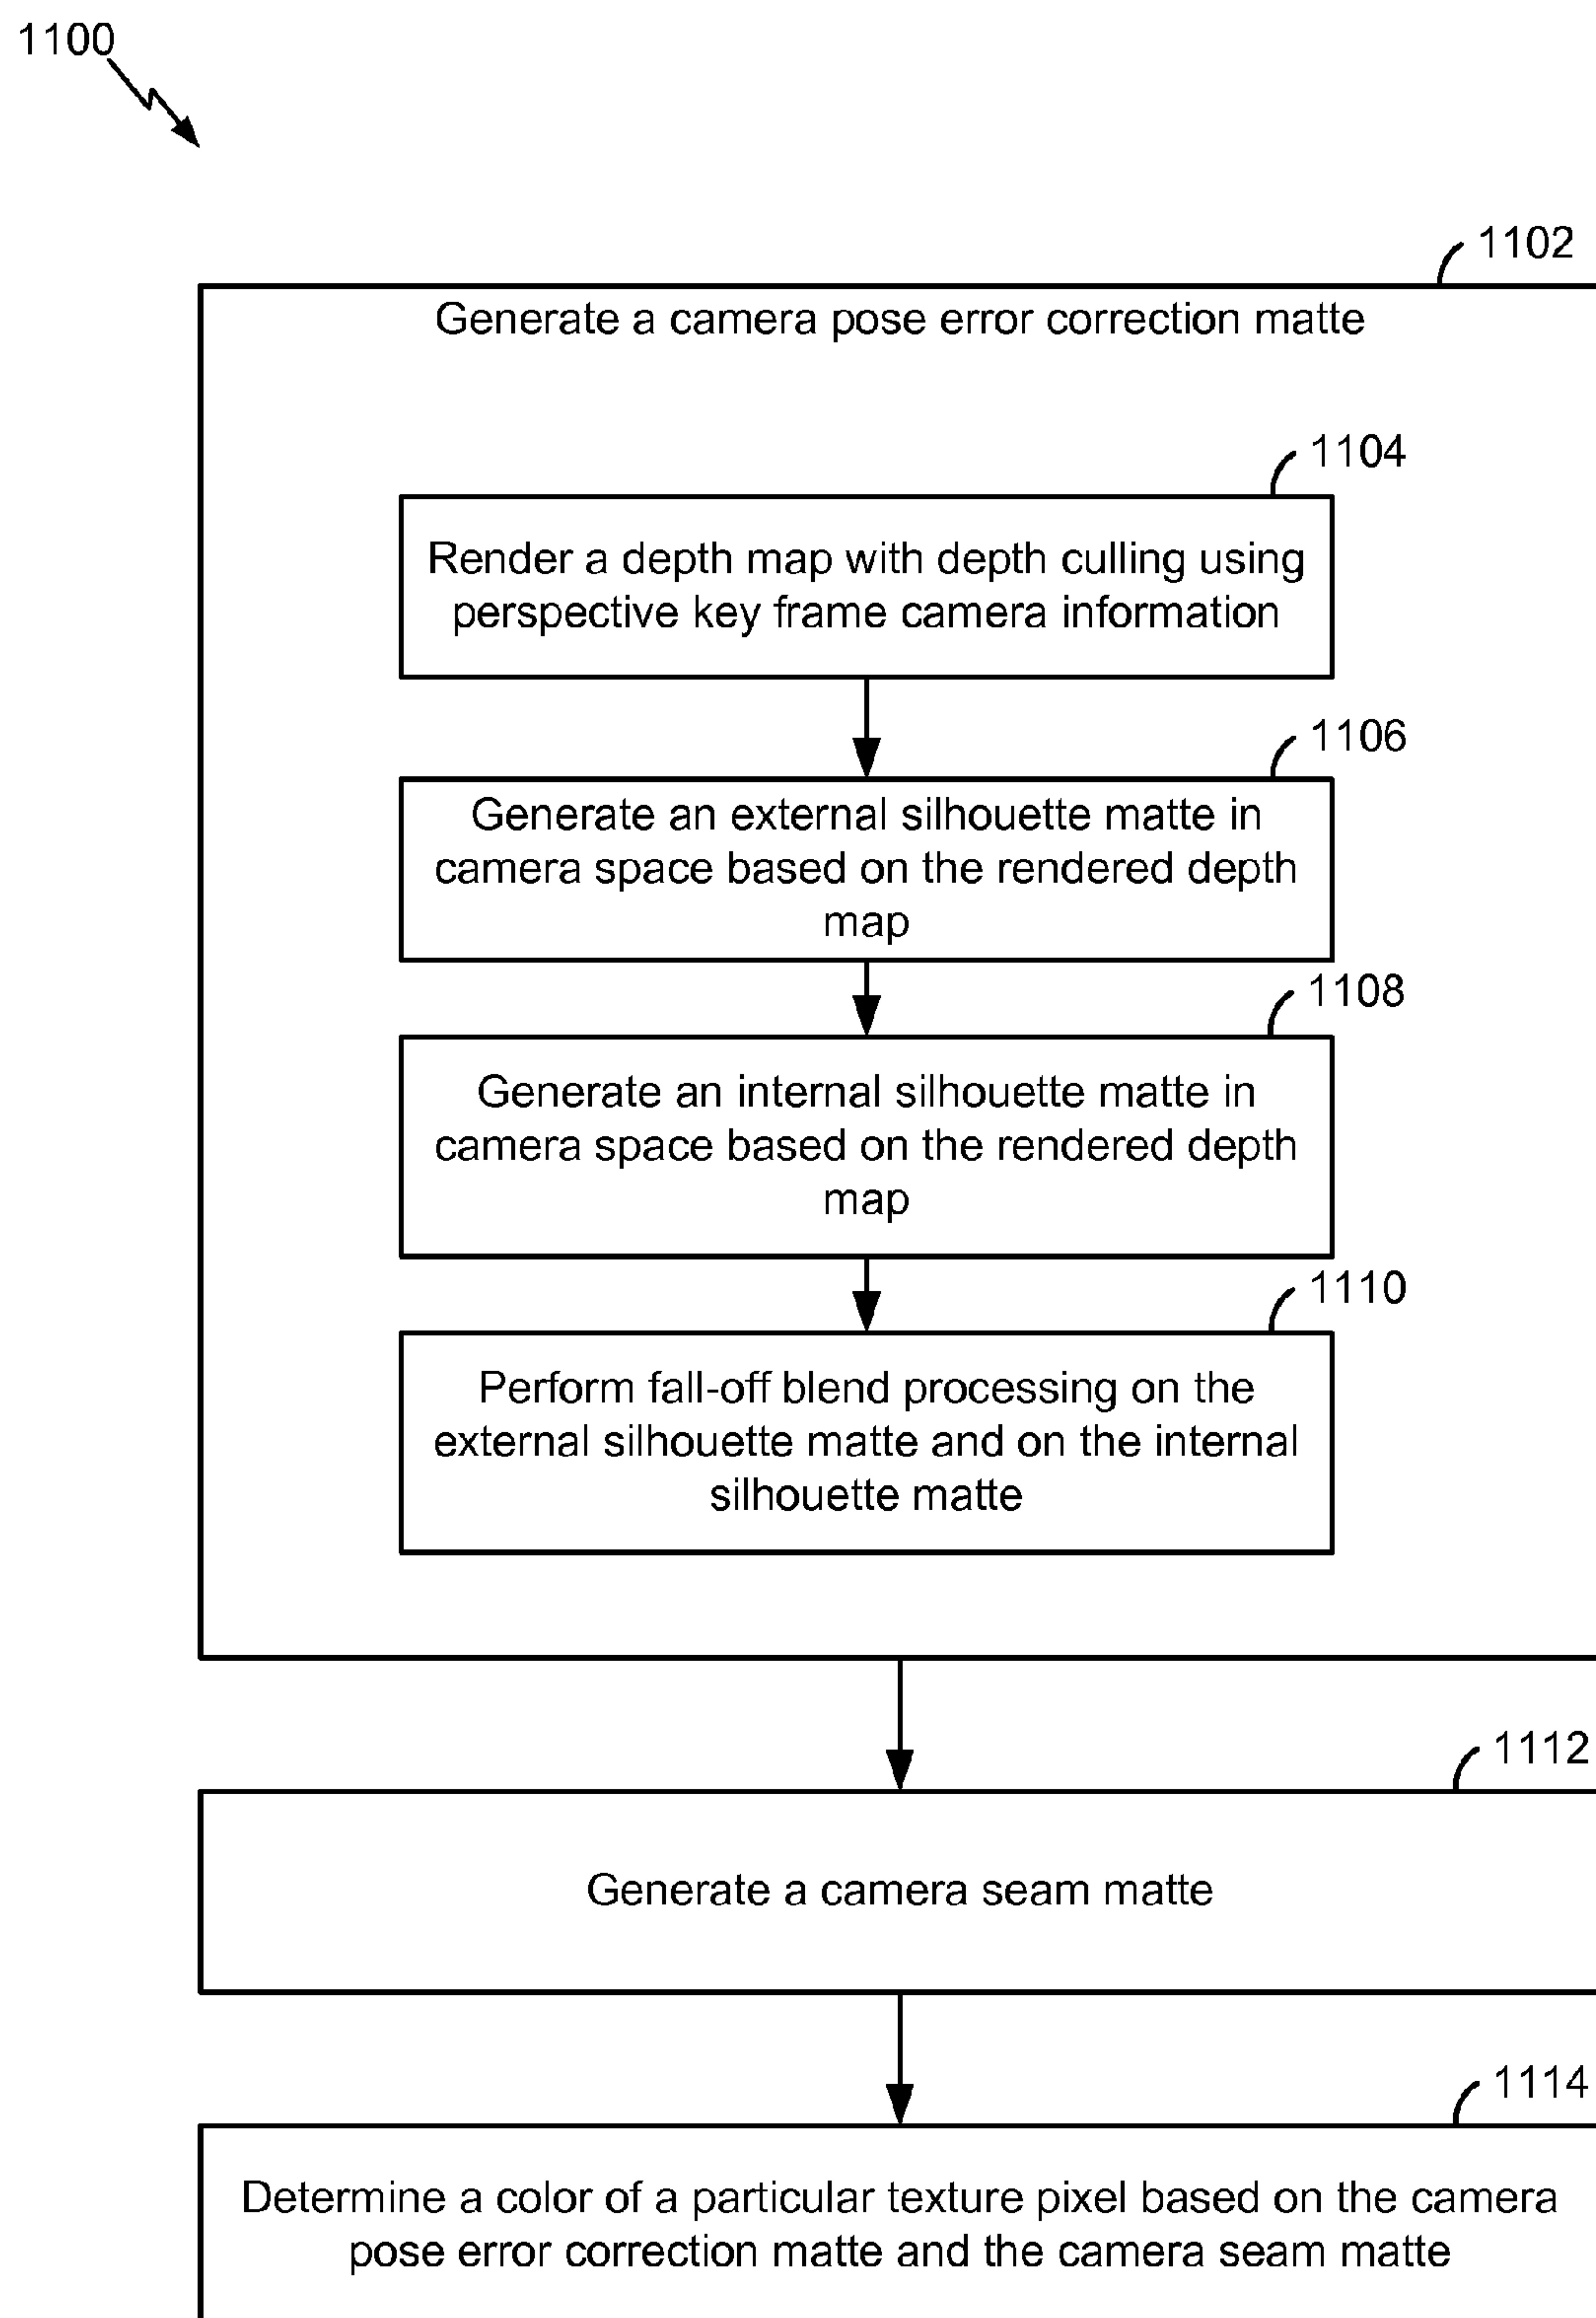 1100
1102
Generate a camera pose error correction matte
1104
Render a depth map with depth culling using
perspective key frame camera information
1106
Generate an external silhouette matte in
camera space based on the rendered depth
map
1108
Generate an internal silhouette matte in
camera space based on the rendered depth
map
1110
Perform fall-off blend processing on the
external silhouette matte and on the internal
silhouette matte
1112
Generate a camera seam matte
1114
Determine a color of a particular texture pixel based on the camera
pose error correction matte and the camera seam matte